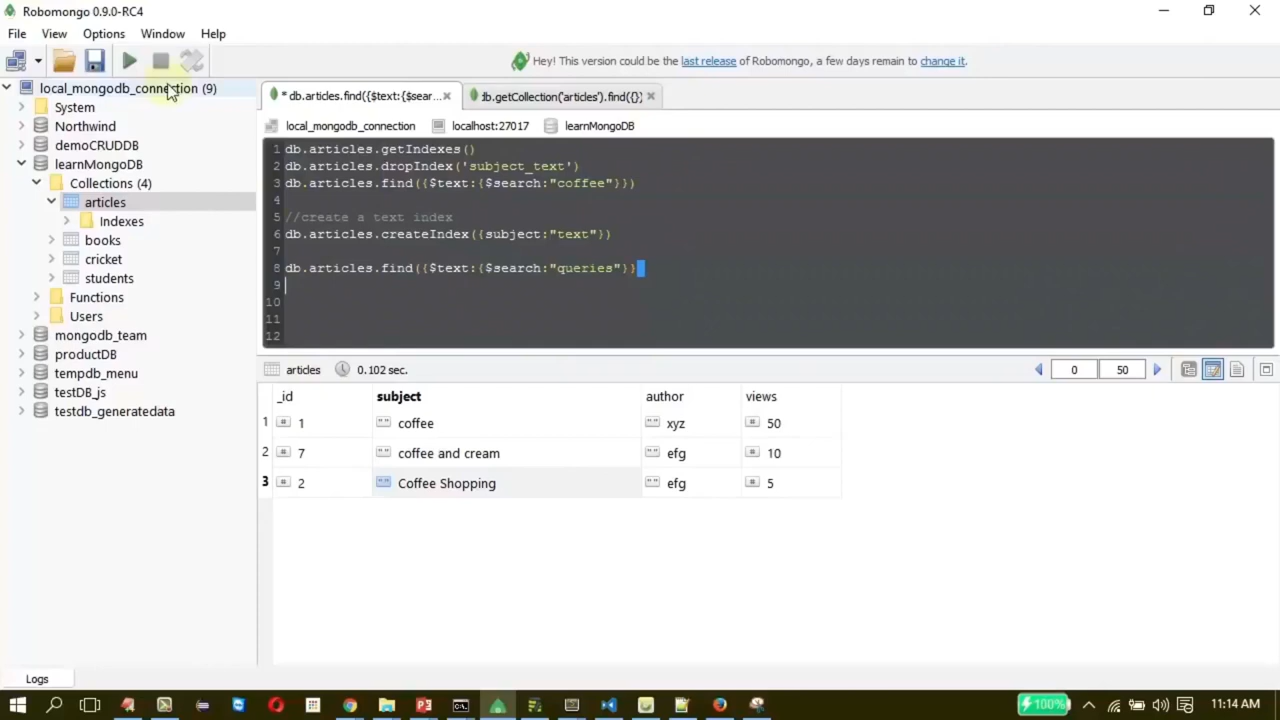 Robomongo 0.9.0-RC4
File View Options Window Help
Hey! This version could be the last release of Robomongo, a few days remain to change it.
local_mongodb_connection (9)
System
Northwind
demoCRUDDB
learnMongoDB
Collections (4)
articles
Indexes
books
cricket
students
Functions
Users
mongodb_team
productDB
tempdb_menu
testDB_js
testdb_generatedata
* db.articles.find({$text:{$sear...
db.getCollection('articles').find({})
local_mongodb_connection localhost:27017 learnMongoDB
1 db.articles.getIndexes()
2 db.articles.dropIndex('subject_text')
3 db.articles.find({$text:{$search:"coffee"}})
4
5 //create a text index
6 db.articles.createIndex({subject:"text"})
7
8 db.articles.find({$text:{$search:"queries"}}
9
10
11
12
articles 0.102 sec. 0 50
_id subject author views
1 1 coffee xyz 50
2 7 coffee and cream efg 10
3 2 Coffee Shopping efg 5
Logs
100% 11:14 AM